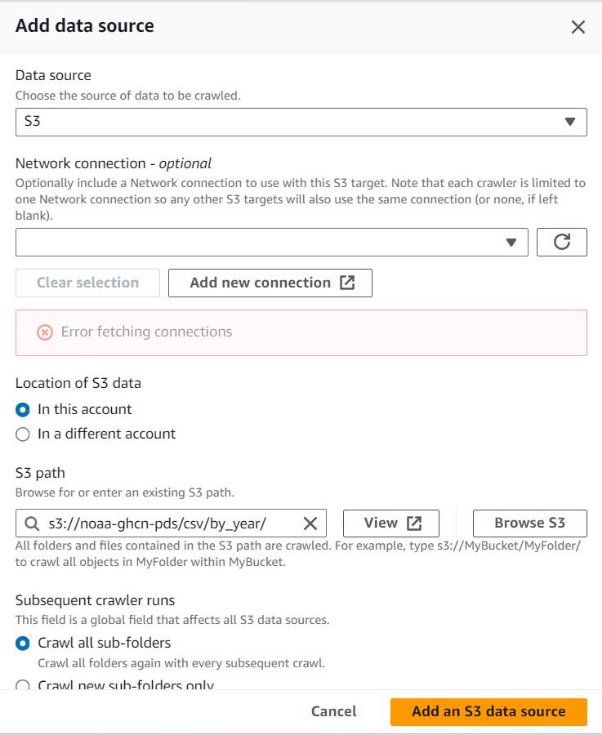 Add data source
Data source
Choose the source of data to be crawled.
S3
Network connection - optional
Optionally include a Network connection to use with this S3 target. Note that each crawler is limited to
one Network connection so any other S3 targets will also use the same connection (or none, if left
blank).
Clear selection
Add new connection
Error fetching connections
Location of S3 data
In this account
In a different account
S3 path
Browse for or enter an existing S3 path.
s3://noaa-ghcn-pds/csv/by_year/
View
Browse S3
All folders and files contained in the S3 path are crawled. For example, type s3://MyBucket/MyFolder/
to crawl all objects in MyFolder within MyBucket.
Subsequent crawler runs
This field is a global field that affects all S3 data sources.
Crawl all sub-folders
Crawl all folders again with every subsequent crawl.
Crawl new sub-folders only
Cancel
Add an S3 data source